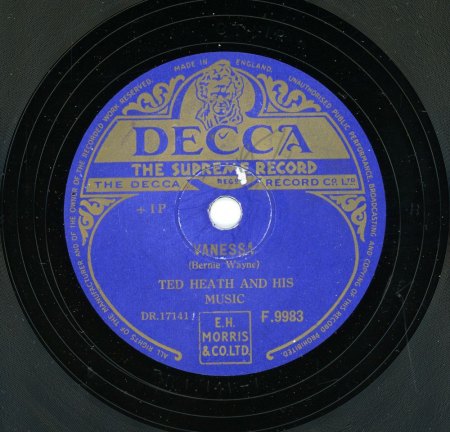 MADE IN ENGLAND.
ALL RIGHTS OF THE MANUFACTURER AND OF THE OWNER OF THE RECORDED WORK RESERVED.
UNAUTHORISED PUBLIC PERFORMANCE, BROADCASTING AND COPYING OF THIS RECORD PROHIBITED.
DECCA
THE SUPREME RECORD
THE DECCA RECORD CO. LTD.
REGD
+ 1P
VANESSA
(Bernie Wayne)
TED HEATH AND HIS
MUSIC
DR.17141
F.9983
E.H.
MORRIS
& CO. LTD.